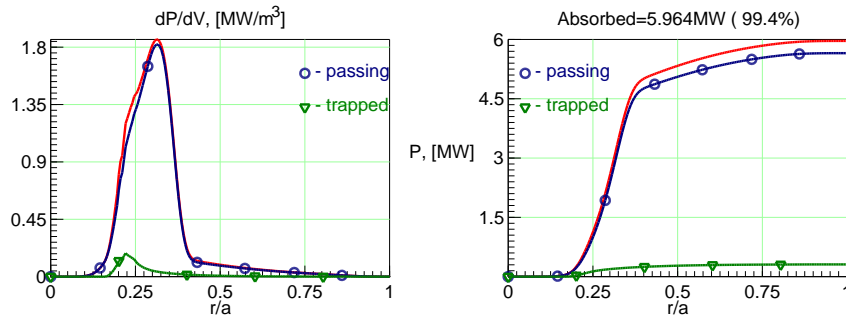 dP/dV, [MW/m³]
1.8
1.35
0.9
0.45
0
- passing
- trapped
0 0.25 0.5 0.75 1
r/a
Absorbed=5.964MW ( 99.4%)
6
4.5
P, [MW]
3
1.5
- passing
- trapped
0 0.25 0.5 0.75 1
r/a